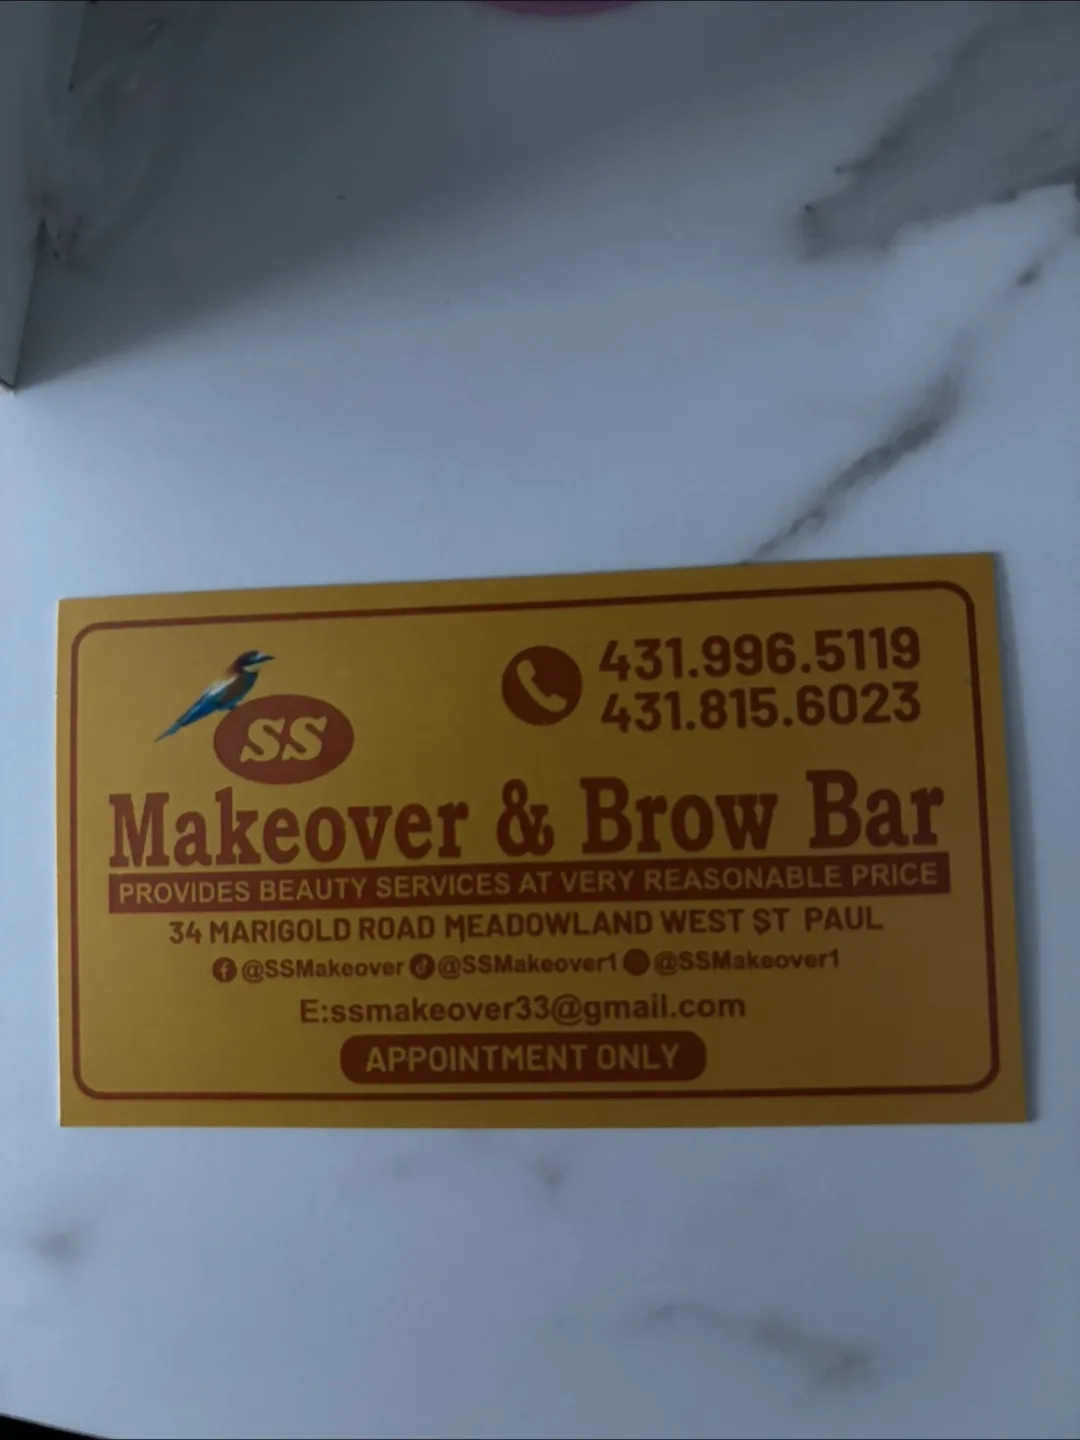 431.996.5119
431.815.6023
SS
Makeover & Brow Bar
PROVIDES BEAUTY SERVICES AT VERY REASONABLE PRICE
34 MARIGOLD ROAD MEADOWLAND WEST ST PAUL
@SSMakeover @SSMakeover1 @SSMakeover1
E:ssmakeover33@gmail.com
APPOINTMENT ONLY